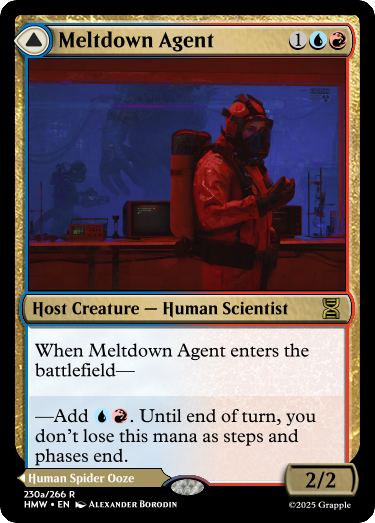 Meltdown Agent 1UR
Host Creature — Human Scientist
When Meltdown Agent enters the
battlefield—
—Add UR. Until end of turn, you
don't lose this mana as steps and
phases end.
Human Spider Ooze
2/2
230a/266 R
HMW • EN Alexander Borodin
©2025 Grapple